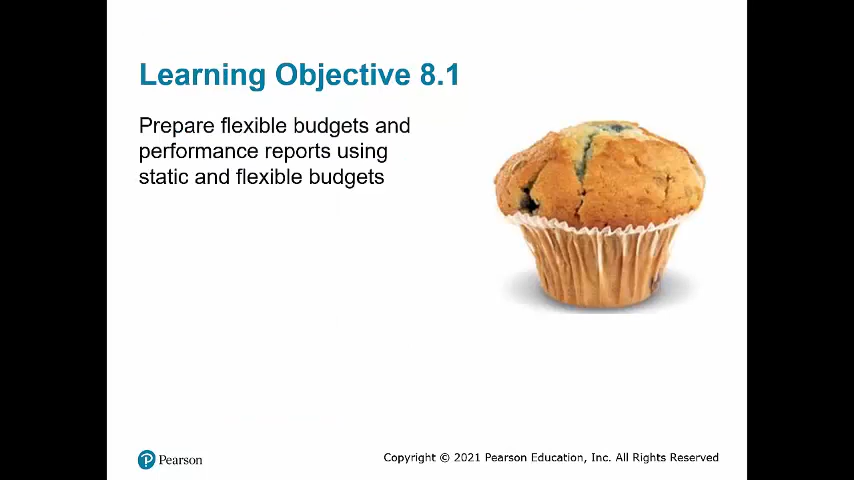 Learning Objective 8.1
Prepare flexible budgets and
performance reports using
static and flexible budgets
Pearson
Copyright © 2021 Pearson Education, Inc. All Rights Reserved